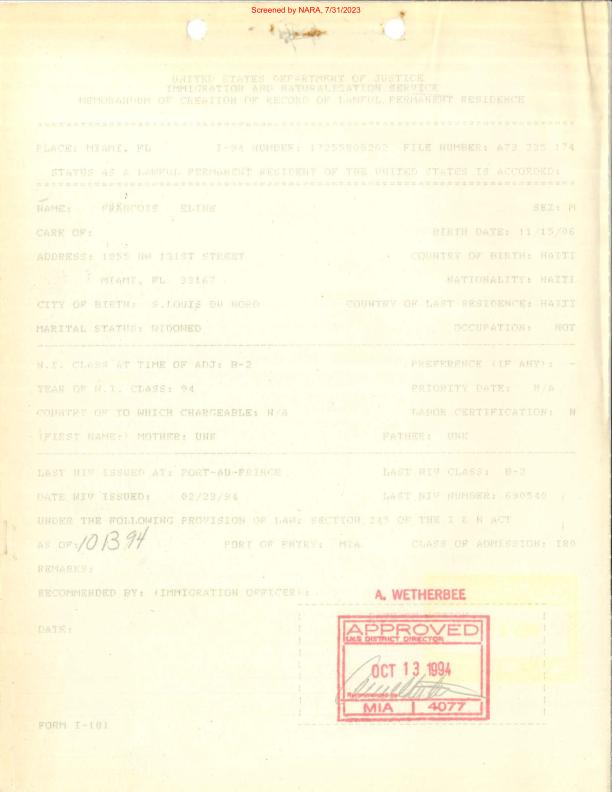 Screened by NARA, 7/31/2023
UNITED STATES DEPARTMENT OF JUSTICE
IMMIGRATION AND NATURALIZATION SERVICE
MEMORANDUM OF CREATION OF RECORD OF LAWFUL PERMANENT RESIDENCE
PLACE: MIAMI, FL I-94 NUMBER: 17255808202 FILE NUMBER: A73 235 174
STATUS AS A LAWFUL PERMANENT RESIDENT OF THE UNITED STATES IS ACCORDED:
NAME: FRANCOIS ELINE SEX: M
CARE OF: BIRTH DATE: 11/15/06
ADDRESS: 1055 NW 131ST STREET COUNTRY OF BIRTH: HAITI
MIAMI, FL 33167 NATIONALITY: HAITI
CITY OF BIRTH: S.LOUIS DU NORD COUNTRY OF LAST RESIDENCE: HAITI
MARITAL STATUS: WIDOWED OCCUPATION: NOT
N.I. CLASS AT TIME OF ADJ: B-2 PREFERENCE (IF ANY): -
YEAR OF N.I. CLASS: 94 PRIORITY DATE: N/A
COUNTRY OF TO WHICH CHARGEABLE: N/A LABOR CERTIFICATION: N
(FIRST NAME:) MOTHER: UNK FATHER: UNK
LAST NIV ISSUED AT: PORT-AU-PRINCE LAST NIV CLASS: B-2
DATE NIV ISSUED: 02/23/94 LAST NIV NUMBER: 690540
UNDER THE FOLLOWING PROVISION OF LAW: SECTION 245 OF THE I & N ACT
AS OF: 10 13 94 PORT OF ENTRY: MIA CLASS OF ADMISSION: IR0
REMARKS:
RECOMMENDED BY: (IMMIGRATION OFFICER):
A. WETHERBEE
DATE:
APPROVED
DISTRICT DIRECTOR
OCT 13 1994
MIA 4077
FORM I-181